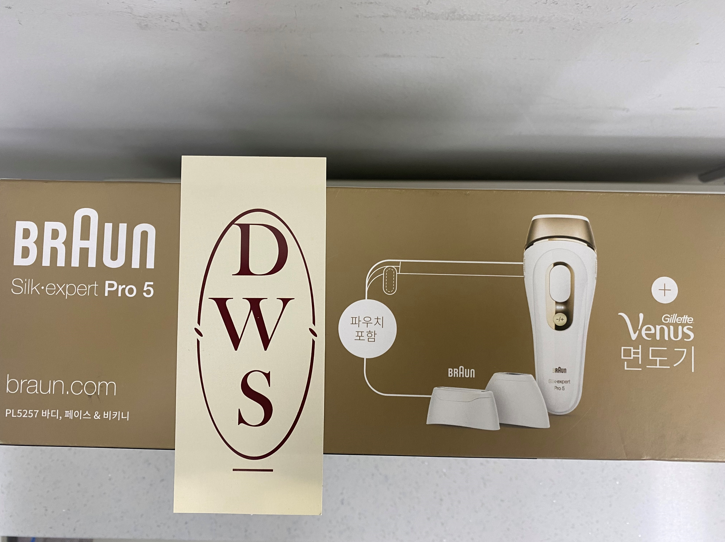 BRAUN
Silk·expert Pro 5
braun.com
PL5257 바디, 페이스 & 비키니
D
W
S
파우치
포함
BRAUN
BRAUN
Silk·expert
Pro 5
+
Gillette
Venus
면도기